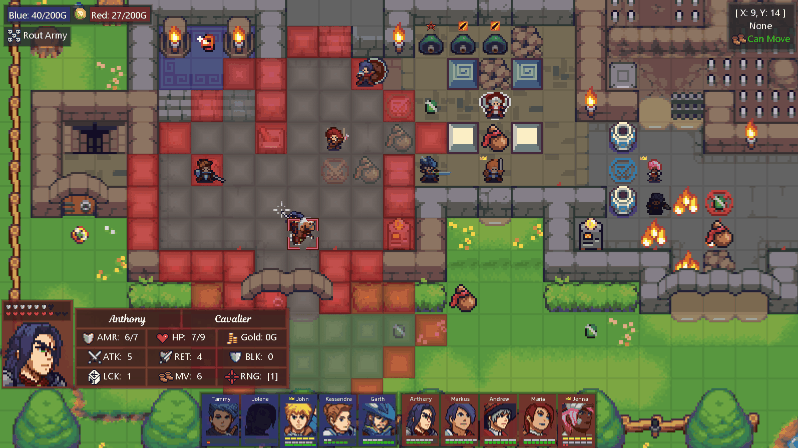 Blue: 40/200G Red: 27/200G
Rout Army
[ X: 9, Y: 14 ]
None
Can Move
Anthony Cavalier
AMR: 6/7 HP: 7/9 Gold: 0G
ATK: 5 RET: 4 BLK: 0
LCK: 1 MV: 6 RNG: [1]
Tammy Jolene John Kassandra Garth Anthony Markus Andrew Maria Jenna